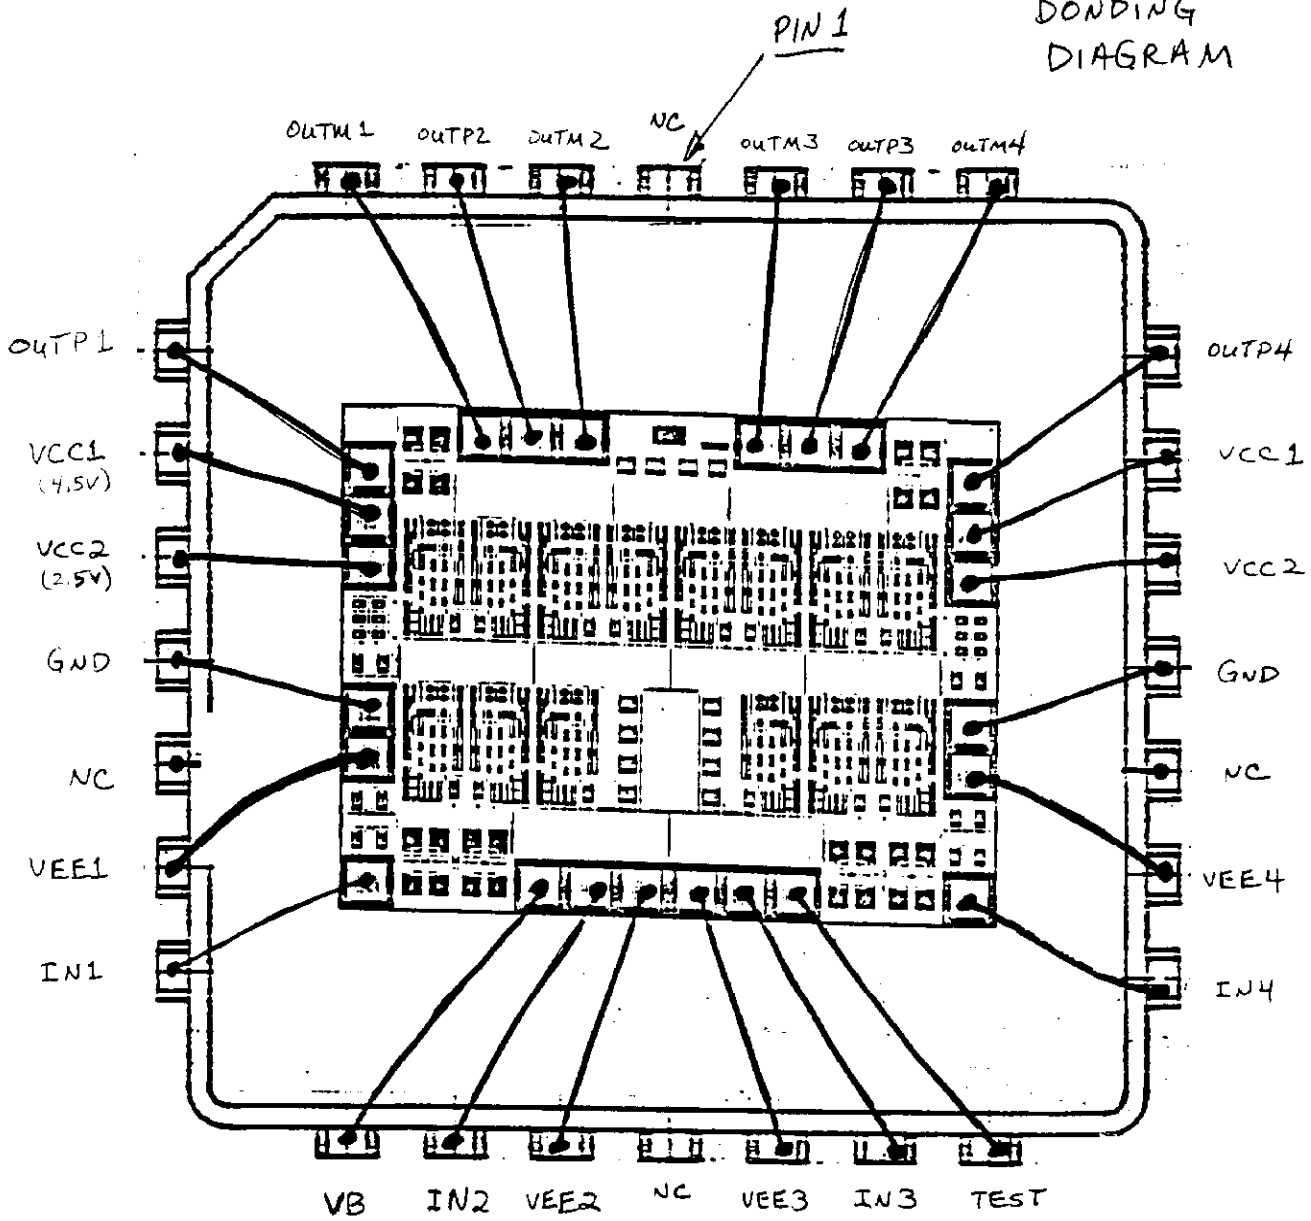 PIN 1
DONDING
DIAGRAM
OUTM1 OUTP2 OUTM2 NC OUTM3 OUTP3 OUTM4
OUTP1 OUTP4
VCC1 VCC1
(4.5V)
VCC2 VCC2
(2.5V)
GND GND
NC NC
VEE1 VEE4
IN1 IN4
VB IN2 VEE2 NC VEE3 IN3 TEST